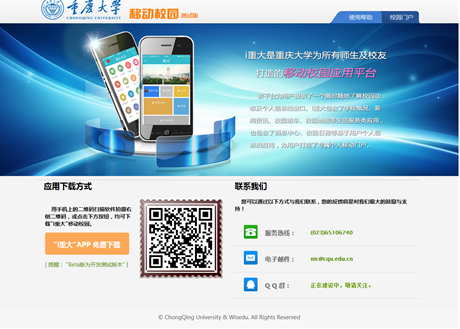 重庆大学
CHONGQING UNIVERSITY
移动校园 测试版
使用帮助
校园门户
i重大是重庆大学为所有师生及校友
打造的移动校园应用平台
应用下载方式
用手机上的二维码扫描软件拍摄右
侧二维码，或点击下方按钮，均可下
载"i重大"移动校园。
"i重大"APP 免费下载
[ 提醒："Beta版为开发测试版本" ]
联系我们
您可以通过以下方式与我们联系，您的反馈将是对我们最大的鼓励与支
持！
服务热线：
(023)65106740
电子邮件：
nic@cqu.edu.cn
Q Q 群：
正在建设中，敬请关注。
© ChongQing University & Wisedu. All Rights Reserved